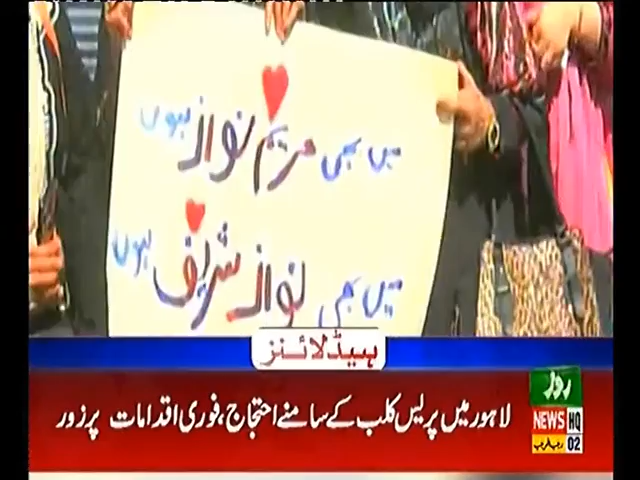 میں بھی مریم نواز ہوں
میں بھی نواز شریف ہوں
ہیڈلائنز
لاہور میں پریس کلب کے سامنے احتجاج، فوری اقدامات پر زور
روز
NEWS HQ
02